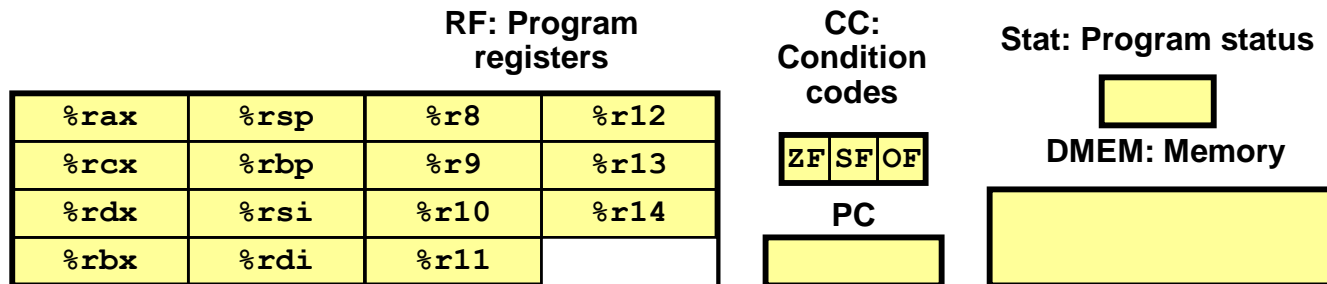 RF: Program
registers
CC:
Condition
codes
Stat: Program status
%rax %rsp %r8 %r12
%rcx %rbp %r9 %r13
%rdx %rsi %r10 %r14
%rbx %rdi %r11
ZF SF OF
PC
DMEM: Memory